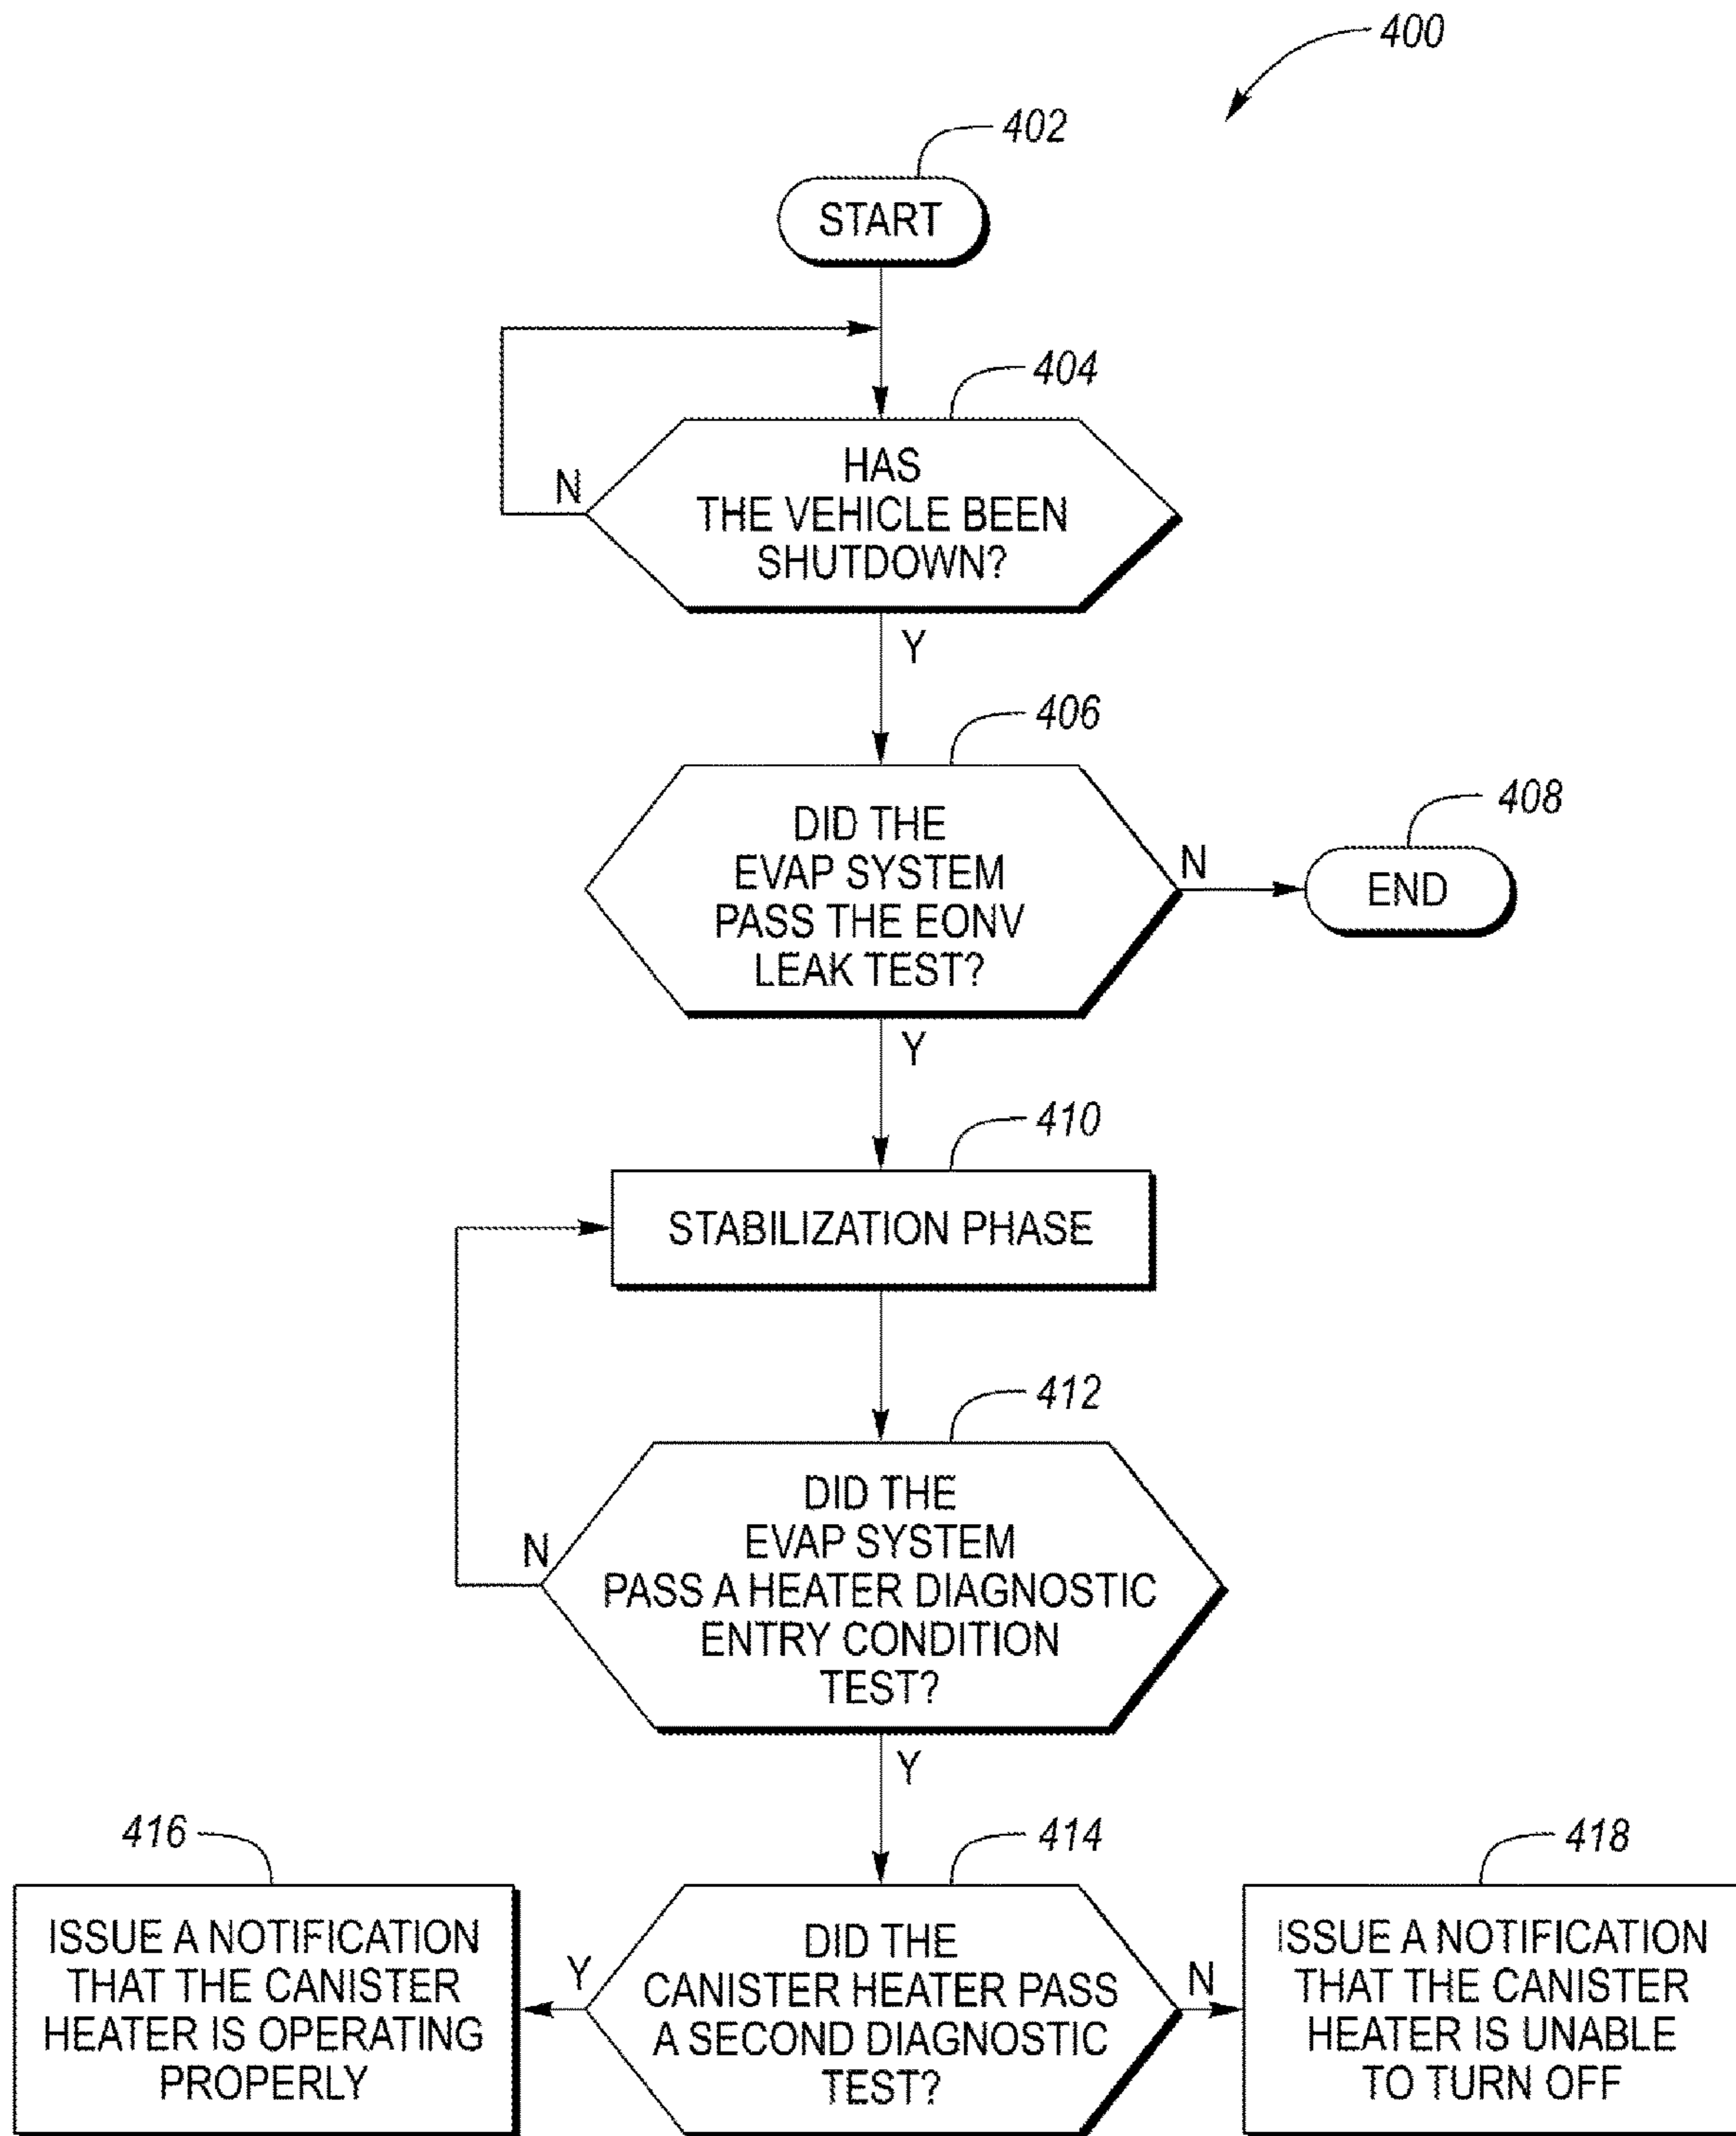 400
402
START
404
HAS
THE VEHICLE BEEN
SHUTDOWN?
N
Y
406
DID THE
EVAP SYSTEM
PASS THE EONV
LEAK TEST?
N
408
END
Y
410
STABILIZATION PHASE
412
DID THE
EVAP SYSTEM
PASS A HEATER DIAGNOSTIC
ENTRY CONDITION
TEST?
N
Y
416
ISSUE A NOTIFICATION
THAT THE CANISTER
HEATER IS OPERATING
PROPERLY
Y
414
DID THE
CANISTER HEATER PASS
A SECOND DIAGNOSTIC
TEST?
N
418
ISSUE A NOTIFICATION
THAT THE CANISTER
HEATER IS UNABLE
TO TURN OFF